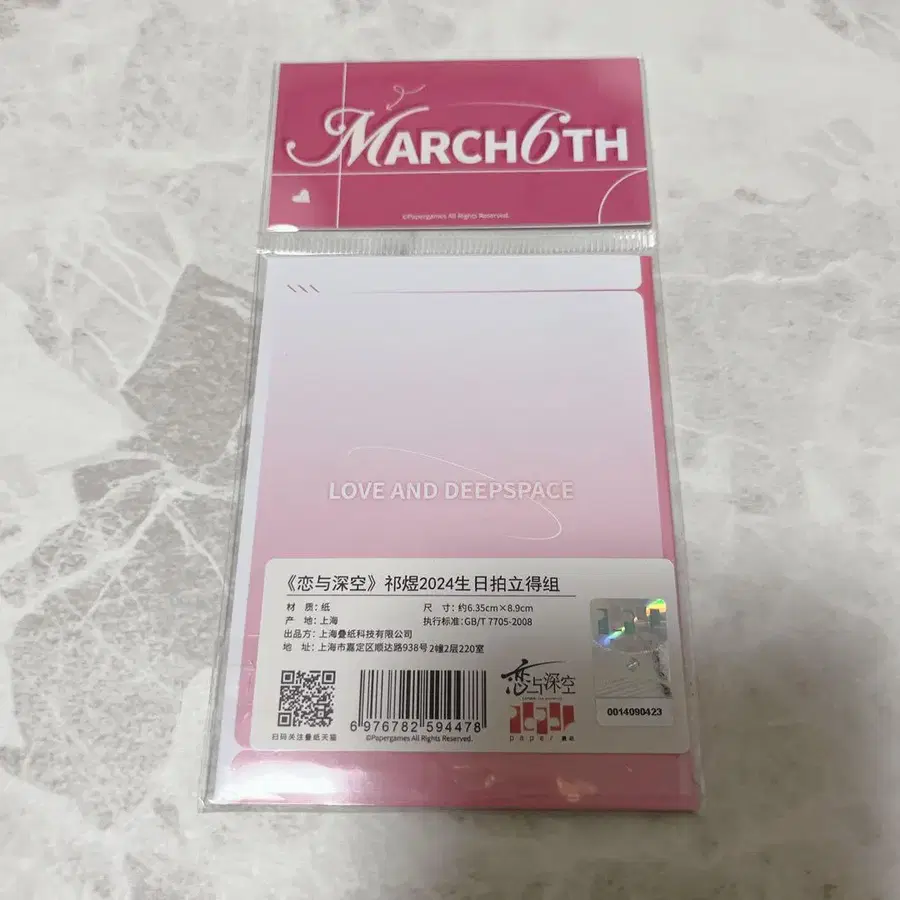 MARCH 6TH
©Papergames All Rights Reserved.
LOVE AND DEEPSPACE
《恋与深空》祁煜2024生日拍立得组
材 质: 纸
尺 寸: 约6.35cm×8.9cm
产 地: 上海
执行标准: GB/T 7705-2008
出品方: 上海叠纸科技有限公司
地 址: 上海市嘉定区顺达路938号2幢2层220室
扫码关注叠纸天猫
6 976782 594478
©Papergames All Rights Reserved.
恋与深空
paper 叠纸
0014090423